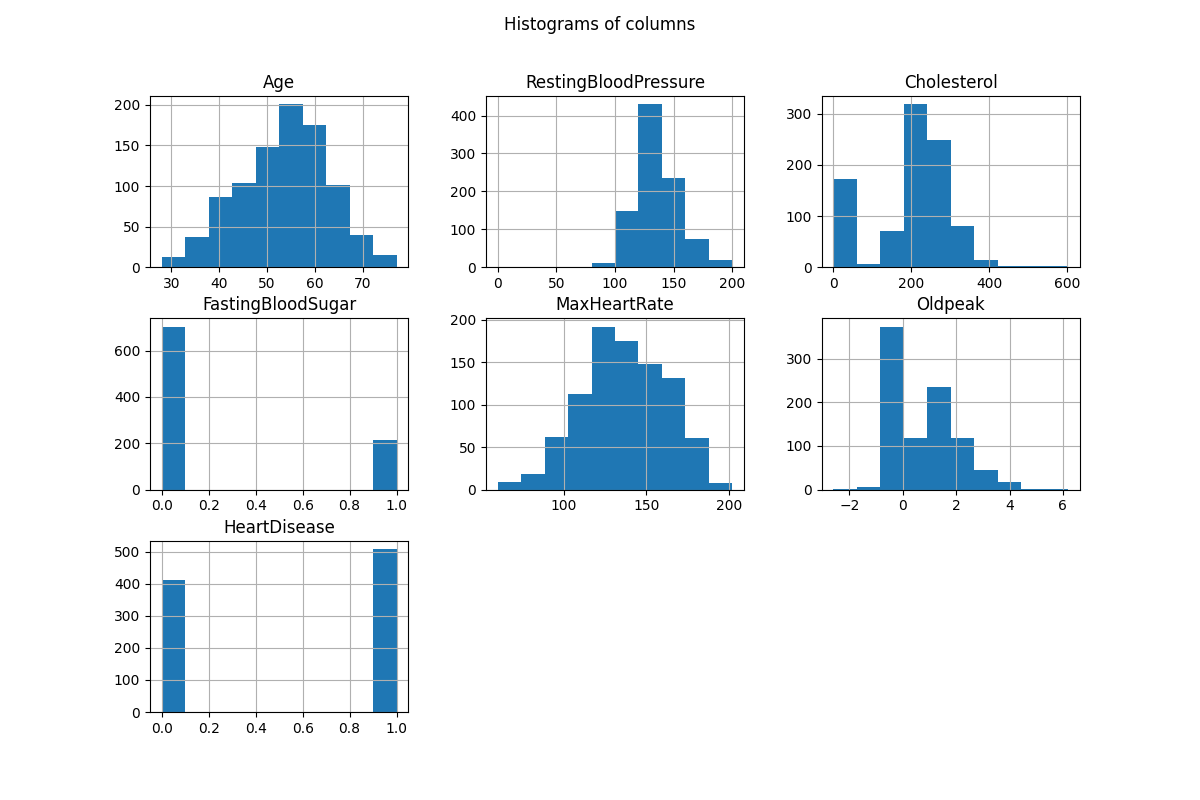 Histograms of columns
Age
RestingBloodPressure
Cholesterol
200
150
100
50
0
30 40 50 60 70
400
300
200
100
0
0 50 100 150 200
300
200
100
0
0 200 400 600
FastingBloodSugar
MaxHeartRate
Oldpeak
600
400
200
0
0.0 0.2 0.4 0.6 0.8 1.0
200
150
100
50
0
100 150 200
300
200
100
0
−2 0 2 4 6
HeartDisease
500
400
300
200
100
0
0.0 0.2 0.4 0.6 0.8 1.0